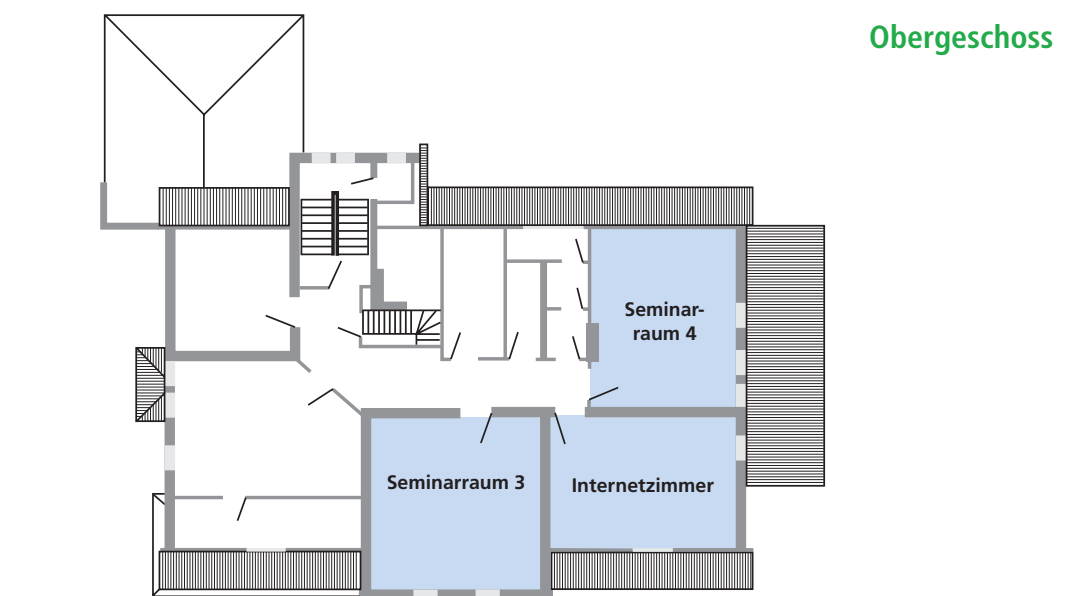 Obergeschoss
Seminar-
raum 4
Seminarraum 3
Internetzimmer